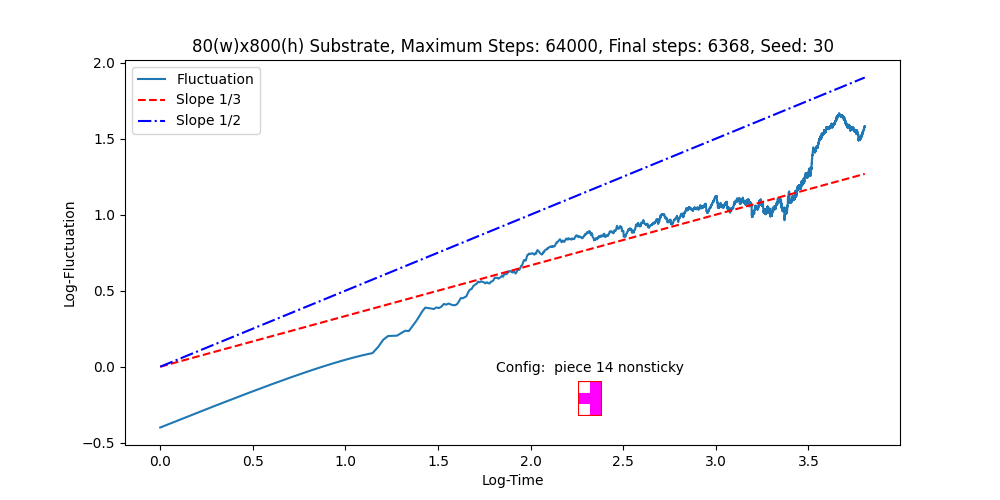 80(w)x800(h) Substrate, Maximum Steps: 64000, Final steps: 6368, Seed: 30
Fluctuation
Slope 1/3
Slope 1/2
2.0
1.5
1.0
0.5
0.0
−0.5
Log-Fluctuation
Config:  piece 14 nonsticky
0.0 0.5 1.0 1.5 2.0 2.5 3.0 3.5
Log-Time